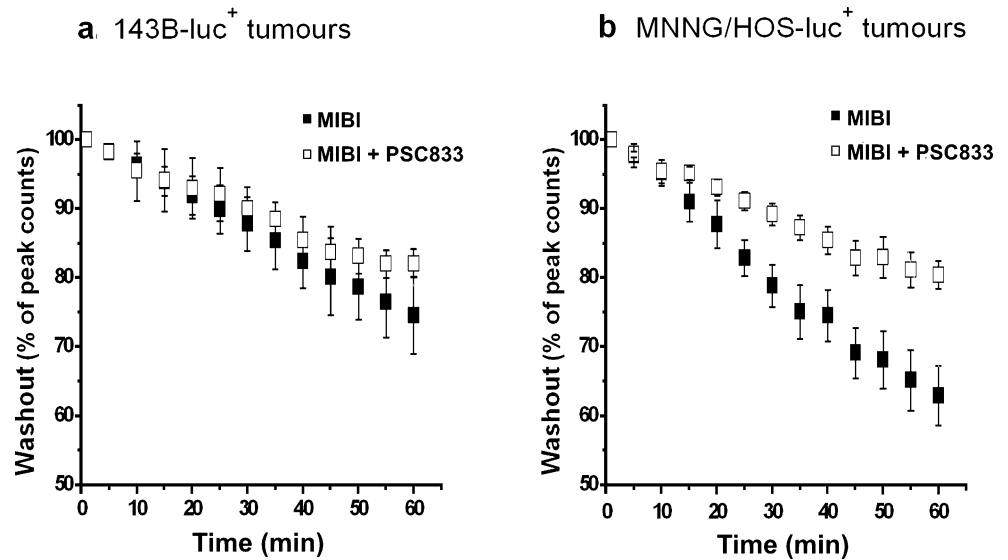 a. 143B-luc+ tumours
MIBI
MIBI + PSC833
Washout (% of peak counts)
100
90
80
70
60
50
0 10 20 30 40 50 60
Time (min)
b MNNG/HOS-luc+ tumours
MIBI
MIBI + PSC833
Washout (% of peak counts)
100
90
80
70
60
50
0 10 20 30 40 50 60
Time (min)